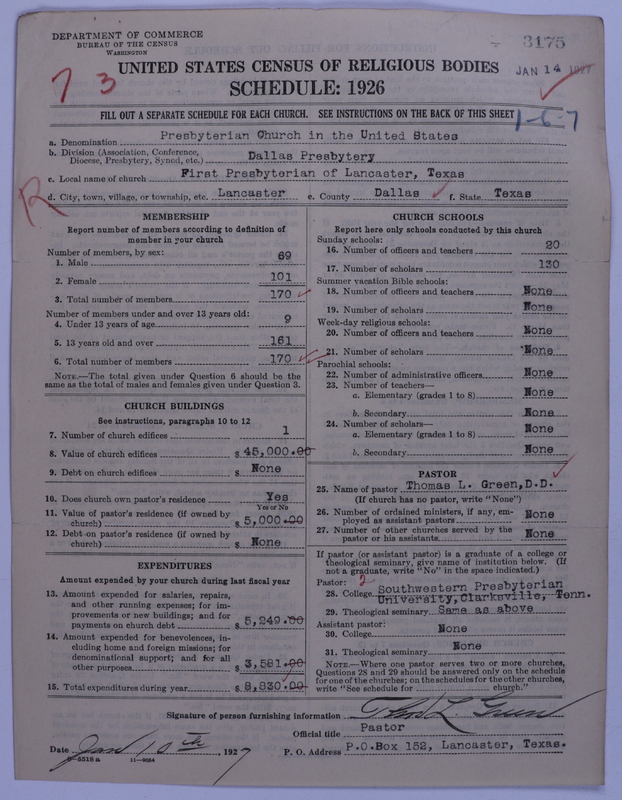 DEPARTMENT OF COMMERCE
BUREAU OF THE CENSUS
WASHINGTON
3175
JAN 14 1927
7 3
UNITED STATES CENSUS OF RELIGIOUS BODIES
SCHEDULE: 1926
FILL OUT A SEPARATE SCHEDULE FOR EACH CHURCH. SEE INSTRUCTIONS ON THE BACK OF THIS SHEET
1-6-7
a. Denomination Presbyterian Church in the United States
b. Division (Association, Conference, Diocese, Presbytery, Synod, etc.) Dallas Presbytery
c. Local name of church First Presbyterian of Lancaster, Texas
R
d. City, town, village, or township, etc. Lancaster e. County Dallas f. State Texas
MEMBERSHIP
Report number of members according to definition of
member in your church
Number of members, by sex:
1. Male 69
2. Female 101
3. Total number of members 170
Number of members under and over 13 years old:
4. Under 13 years of age 9
5. 13 years old and over 161
6. Total number of members 170
NOTE.—The total given under Question 6 should be the
same as the total of males and females given under Question 3.
CHURCH BUILDINGS
See instructions, paragraphs 10 to 12
7. Number of church edifices 1
8. Value of church edifices $ 45,000.00
9. Debt on church edifices $ None
10. Does church own pastor's residence Yes
Yes or No
11. Value of pastor's residence (if owned by
church) $ 5,000.00
12. Debt on pastor's residence (if owned by
church) $ None
EXPENDITURES
Amount expended by your church during last fiscal year
13. Amount expended for salaries, repairs,
and other running expenses; for im-
provements or new buildings; and for
payments on church debt $ 5,249.00
14. Amount expended for benevolences, in-
cluding home and foreign missions; for
denominational support; and for all
other purposes $ 3,581.00
15. Total expenditures during year $ 8,830.00
CHURCH SCHOOLS
Report here only schools conducted by this church
Sunday schools:
16. Number of officers and teachers 20
17. Number of scholars 130
Summer vacation Bible schools:
18. Number of officers and teachers None
19. Number of scholars None
Week-day religious schools:
20. Number of officers and teachers None
21. Number of scholars None
Parochial schools:
22. Number of administrative officers None
23. Number of teachers—
a. Elementary (grades 1 to 8) None
b. Secondary None
24. Number of scholars—
a. Elementary (grades 1 to 8) None
b. Secondary None
PASTOR
25. Name of pastor Thomas L. Green, D.D.
(If church has no pastor, write "None")
26. Number of ordained ministers, if any, em-
ployed as assistant pastors None
27. Number of other churches served by the
pastor or his assistants None
If pastor (or assistant pastor) is a graduate of a college or
theological seminary, give name of institution below. (If
not a graduate, write "No" in the space indicated.)
Pastor: 2
28. College Southwestern Presbyterian
University, Clarksville, Tenn.
29. Theological seminary Same as above
Assistant pastor:
30. College None
31. Theological seminary None
NOTE.—Where one pastor serves two or more churches,
Questions 28 and 29 should be answered only on the schedule
for one of the churches; on the schedules for the other churches,
write "See schedule for church."
Signature of person furnishing information Thos L. Green
Official title Pastor
Date Jan 10th, 1927
P. O. Address P.O.Box 152, Lancaster, Texas.
8-5518 a 11-9054